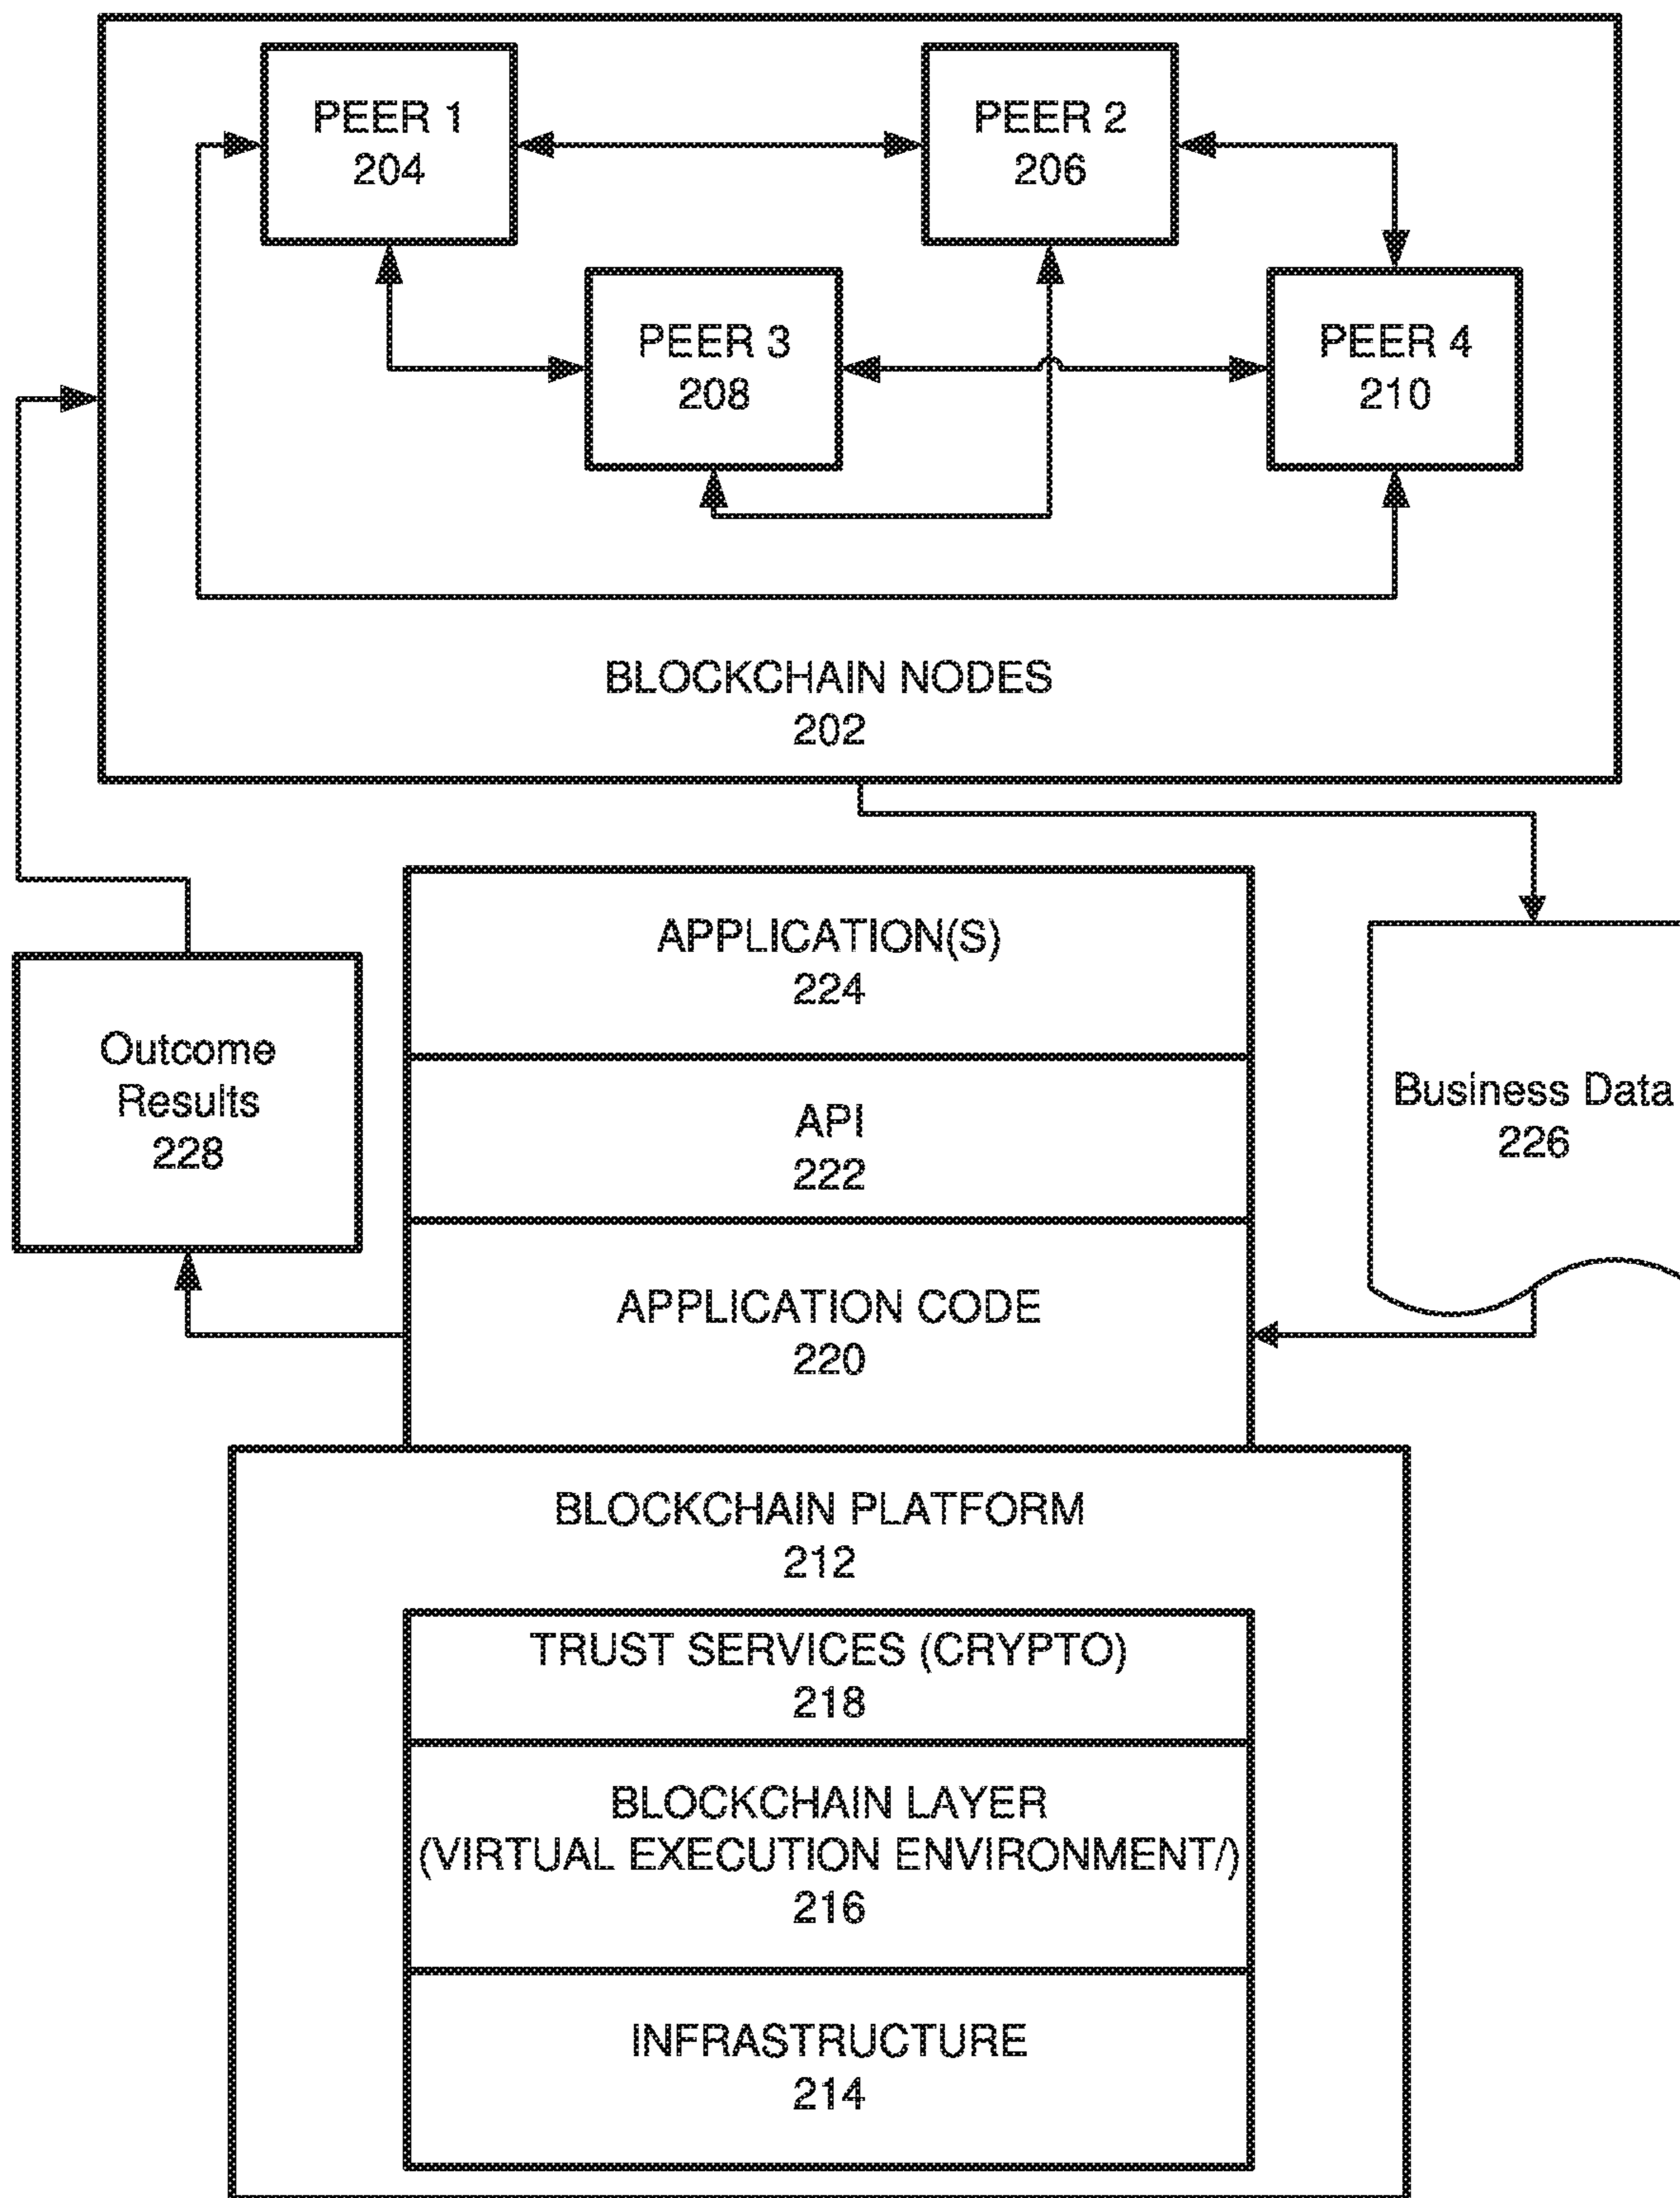 PEER 1
204
PEER 2
206
PEER 3
208
PEER 4
210
BLOCKCHAIN NODES
202
APPLICATION(S)
224
Outcome
Results
228
API
222
Business Data
226
APPLICATION CODE
220
BLOCKCHAIN PLATFORM
212
TRUST SERVICES (CRYPTO)
218
BLOCKCHAIN LAYER
(VIRTUAL EXECUTION ENVIRONMENT/)
216
INFRASTRUCTURE
214